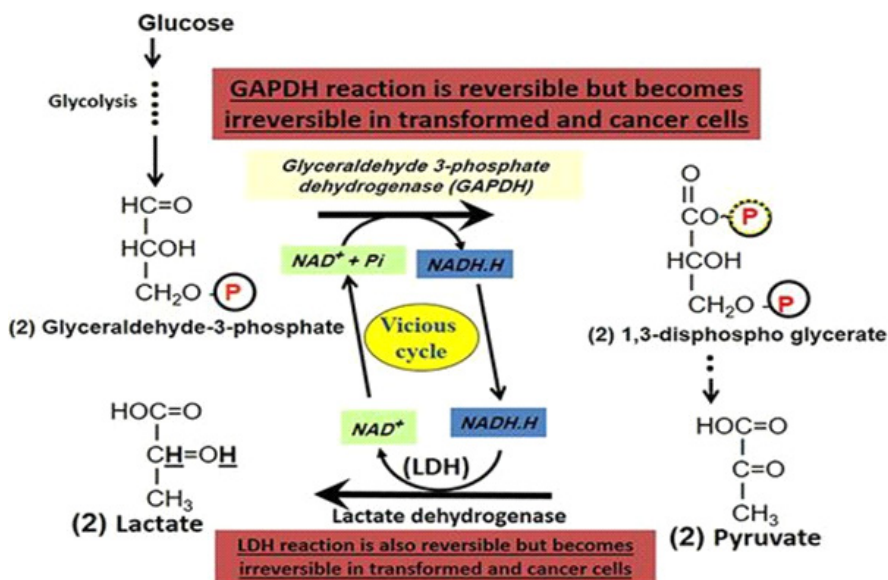 Glucose
Glycolysis
GAPDH reaction is reversible but becomes
irreversible in transformed and cancer cells
Glyceraldehyde 3-phosphate
dehydrogenase (GAPDH)
HC=O
HCOH
CH₂O - P
(2) Glyceraldehyde-3-phosphate
NAD⁺ + Pi
NADH.H
O
CO~P
HCOH
CH₂O - P
(2) 1,3-disphospho glycerate
Vicious
cycle
NAD⁺
NADH.H
(LDH)
Lactate dehydrogenase
HOC=O
CH=OH
CH₃
(2) Lactate
HOC=O
C=O
CH₃
(2) Pyruvate
LDH reaction is also reversible but becomes
irreversible in transformed and cancer cells